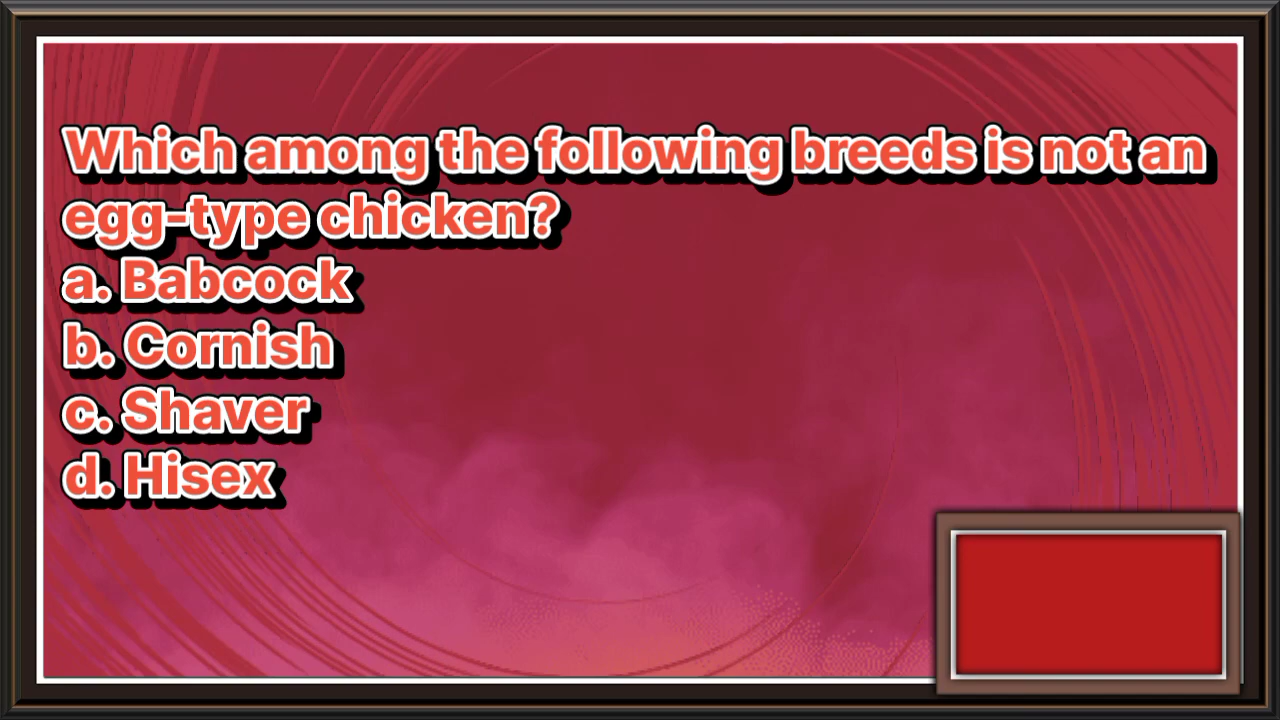 Which among the following breeds is not an
egg-type chicken?
a. Babcock
b. Cornish
c. Shaver
d. Hisex